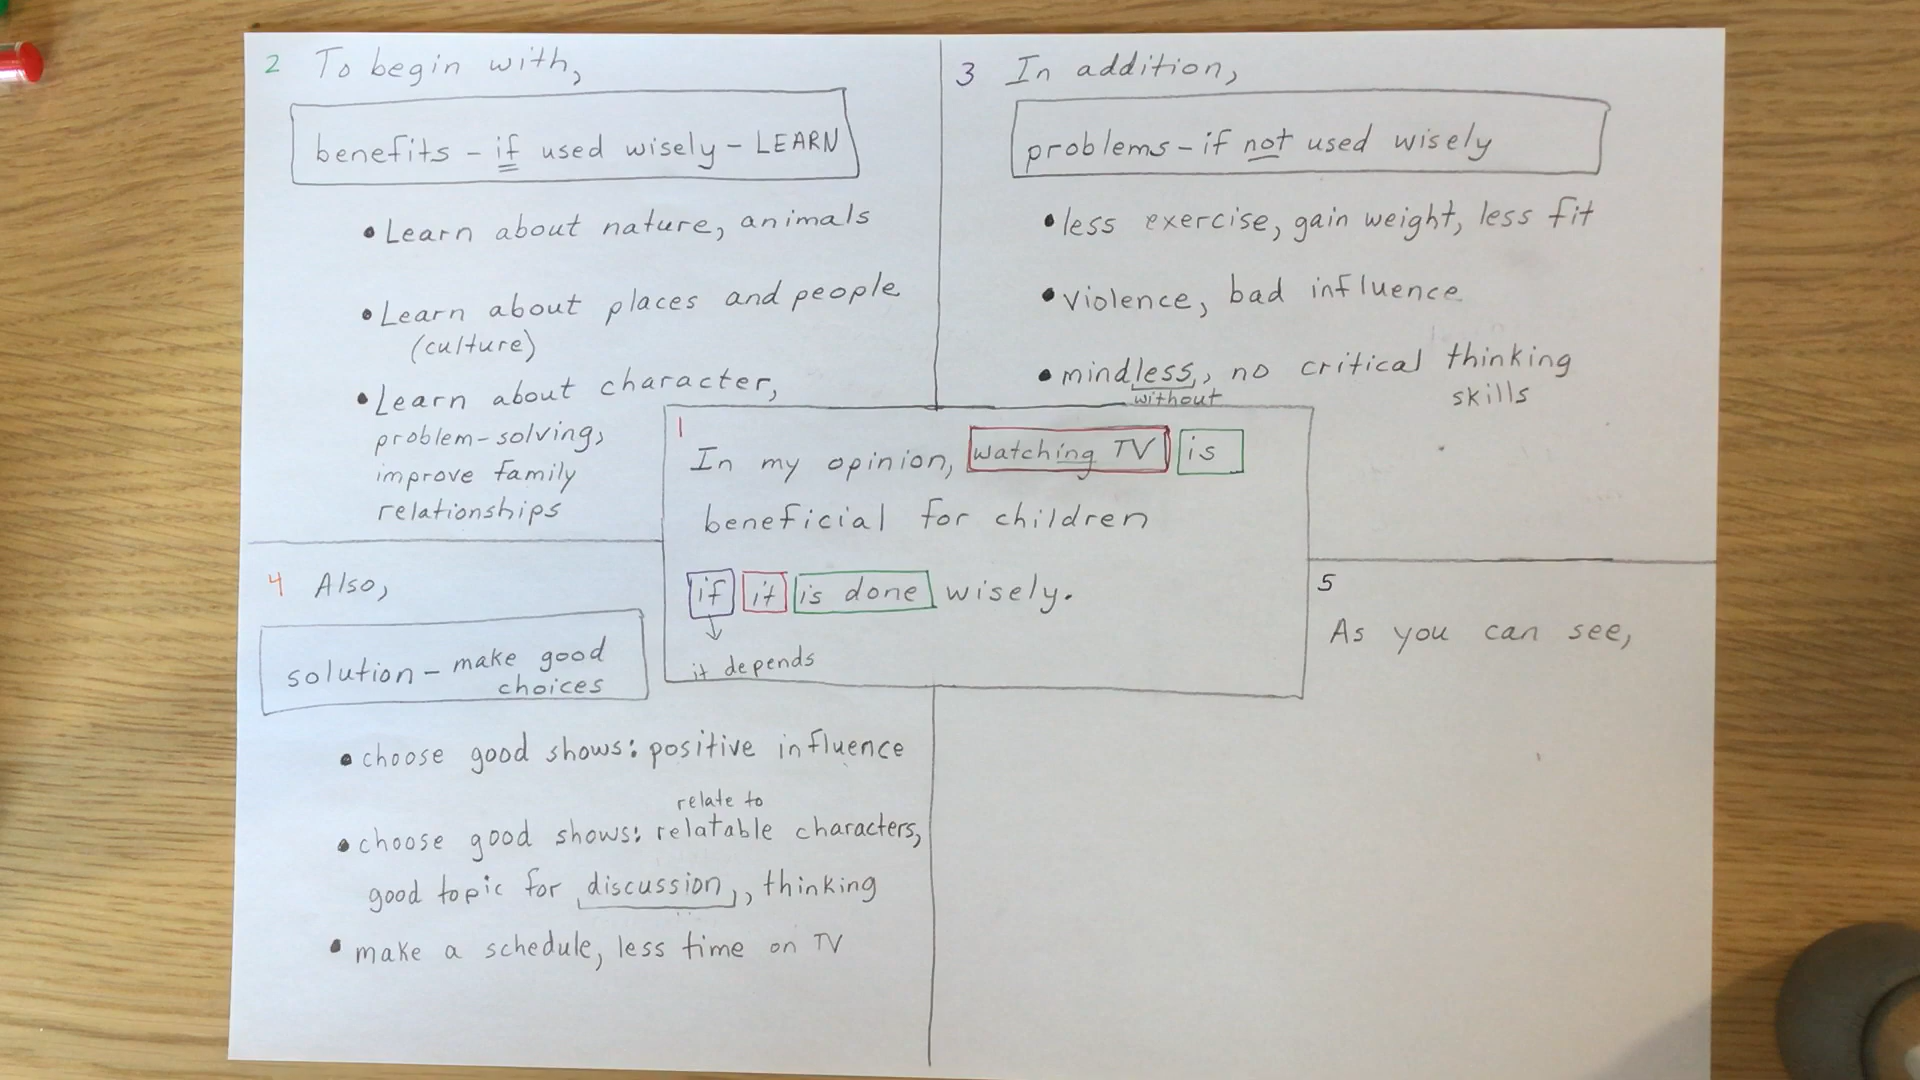 2 To begin with,
benefits - if used wisely - LEARN
• Learn about nature, animals
• Learn about places and people
(culture)
• Learn about character,
problem-solving,
improve family
relationships
3 In addition,
problems - if not used wisely
• less exercise, gain weight, less fit
• violence, bad influence
• mindless, no critical thinking
without
skills
1
In my opinion, watching TV is
beneficial for children
if it is done wisely.
it depends
4 Also,
solution - make good
choices
• choose good shows: positive influence
relate to
• choose good shows: relatable characters,
good topic for discussion, thinking
• make a schedule, less time on TV
5
As you can see,